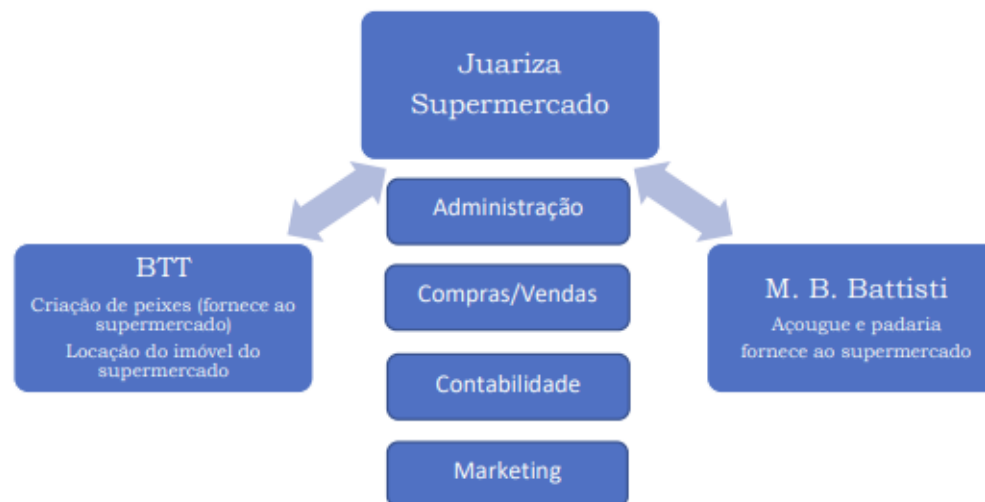 Juariza
Supermercado
Administração
BTT
Criação de peixes (fornece ao
supermercado)
Locação do imóvel do
supermercado
Compras/Vendas
M. B. Battisti
Açougue e padaria
fornece ao supermercado
Contabilidade
Marketing